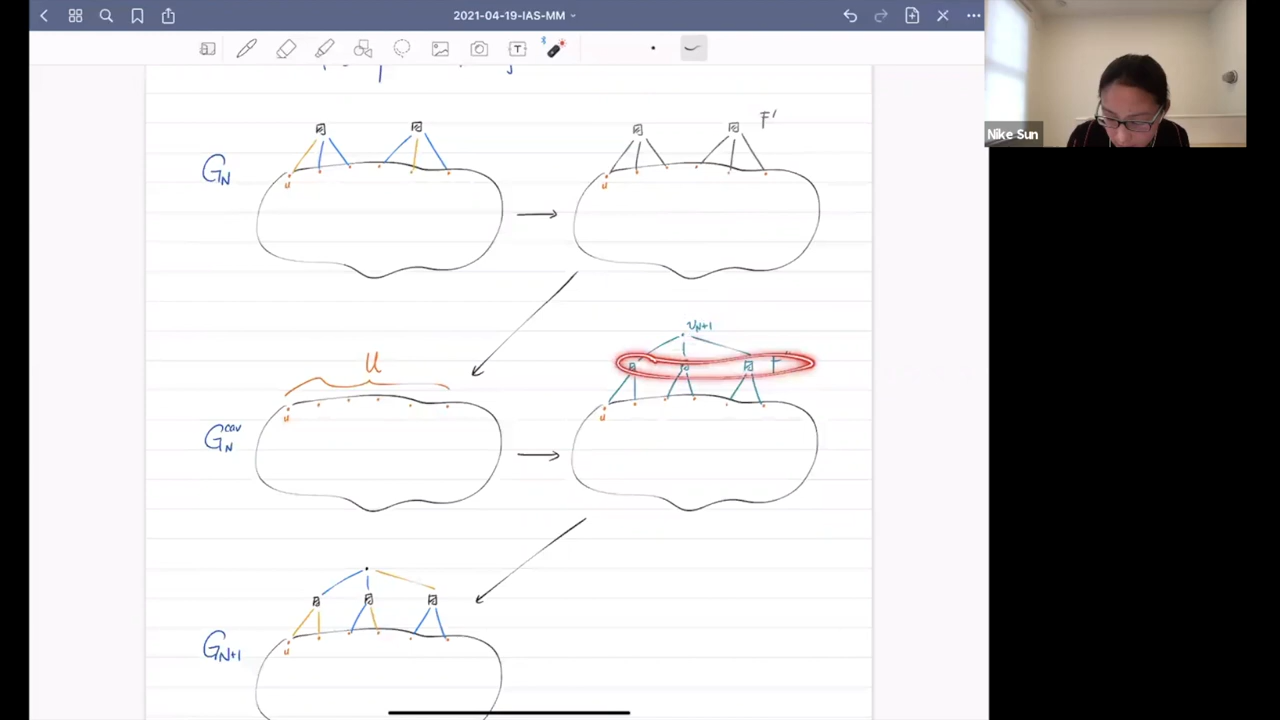 2021-04-19-IAS-MM
Nike Sun
F'
G_N
u
u
v_{N+1}
U
F
G_N^{cav}
u
u
G_{N+1}
u